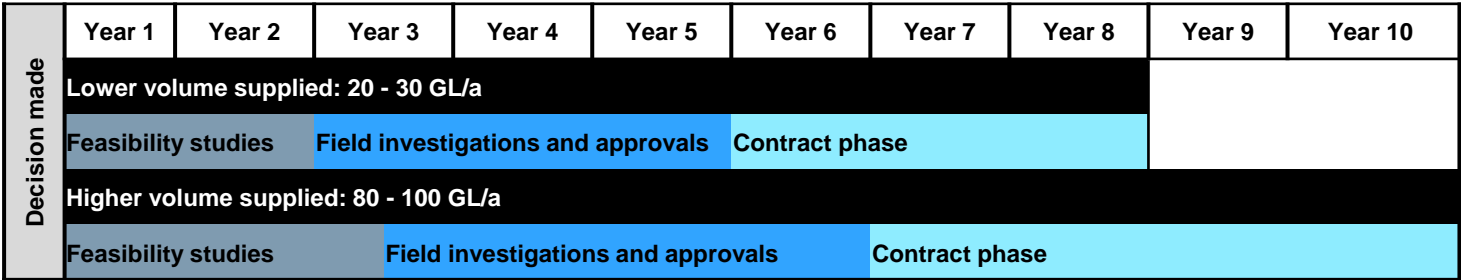 Decision made
Year 1 Year 2 Year 3 Year 4 Year 5 Year 6 Year 7 Year 8 Year 9 Year 10
Lower volume supplied: 20 - 30 GL/a
Feasibility studies Field investigations and approvals Contract phase
Higher volume supplied: 80 - 100 GL/a
Feasibility studies Field investigations and approvals Contract phase